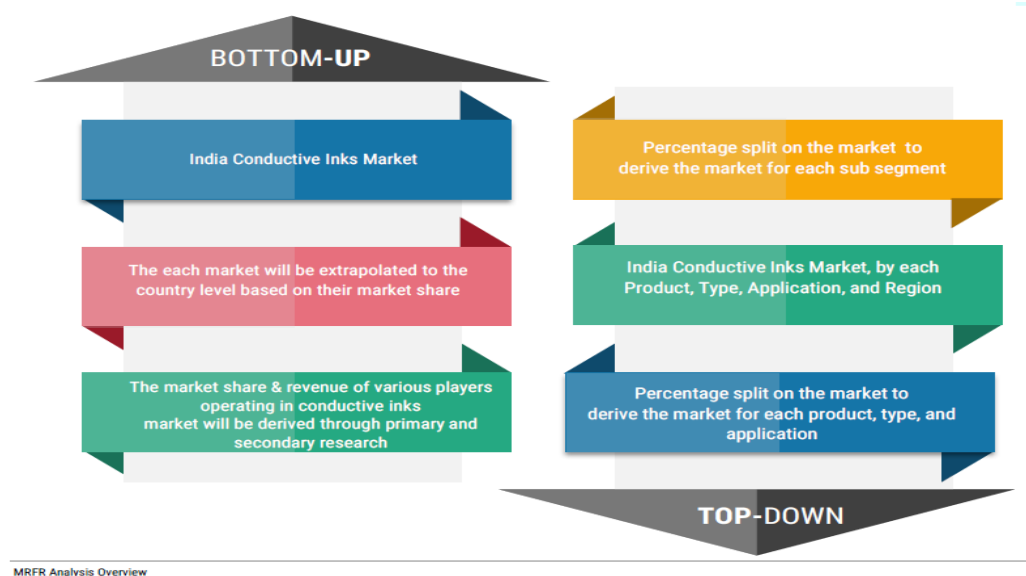 BOTTOM-UP
India Conductive Inks Market
The each market will be extrapolated to the
country level based on their market share
The market share & revenue of various players
operating in conductive inks
market will be derived through primary and
secondary research
Percentage split on the market to
derive the market for each sub segment
India Conductive Inks Market, by each
Product, Type, Application, and Region
Percentage split on the market to
derive the market for each product, type, and
application
TOP-DOWN
MRFR Analysis Overview